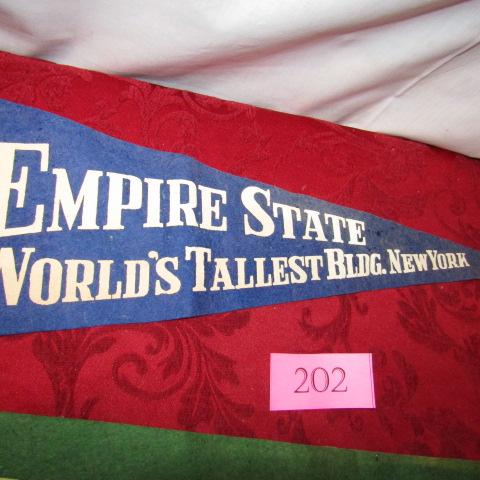 EMPIRE STATE
WORLD'S TALLEST BLDG. NEW YORK
202